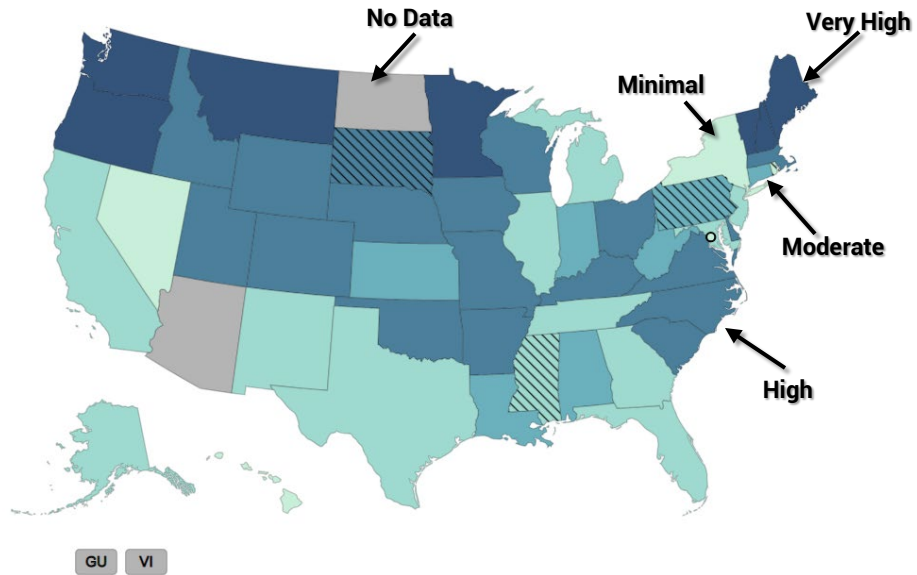 No Data
Very High
Minimal
Moderate
High
GU VI